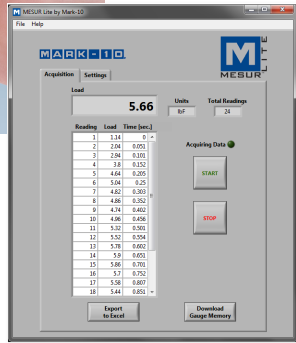 MESUR Lite by Mark-10
File Help
MARK-10
M
MESUR
LITE
Acquisition Settings
Load
5.66
Units
lbF
Total Readings
24
Reading Load Time [sec.]
1 1.14 0
2 2.04 0.051
3 2.94 0.101
4 3.8 0.152
5 4.64 0.205
6 5.04 0.25
7 4.82 0.303
8 4.86 0.352
9 4.74 0.402
10 4.96 0.456
11 5.32 0.501
12 5.52 0.554
13 5.78 0.602
14 5.9 0.651
15 5.86 0.701
16 5.7 0.752
17 5.58 0.807
18 5.44 0.851
Acquiring Data
START
STOP
Export
to Excel
Download
Gauge Memory